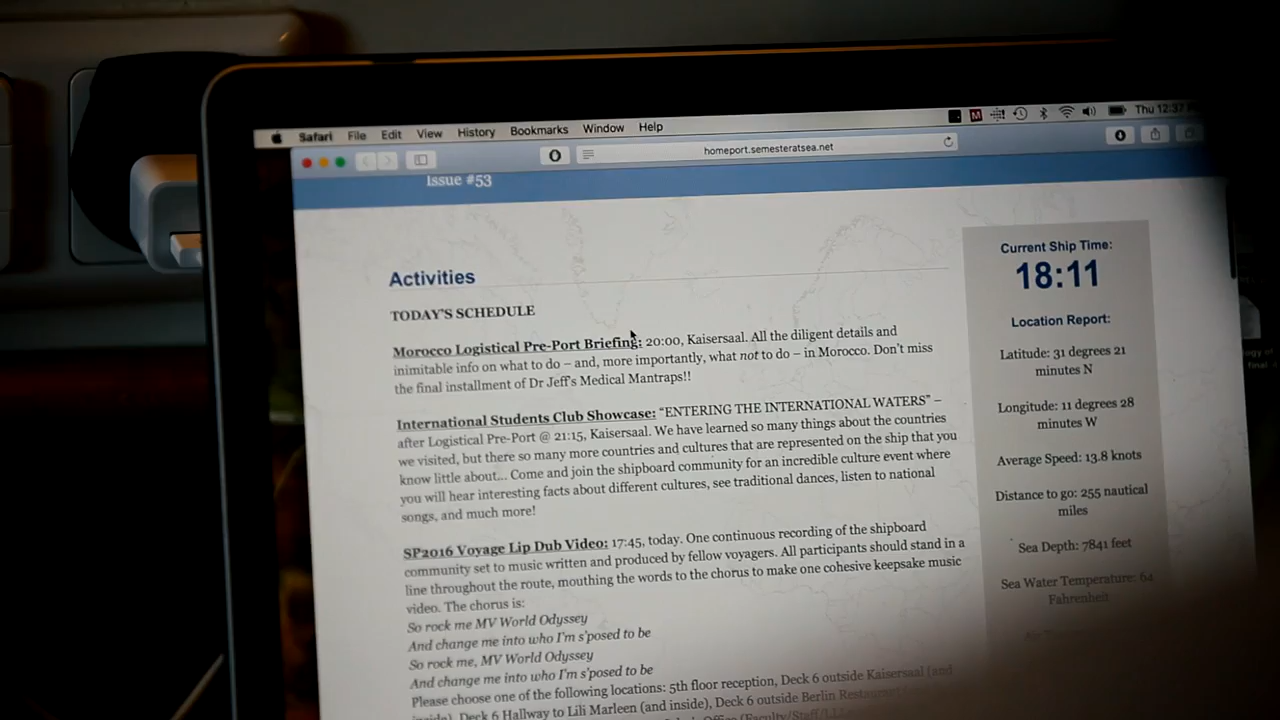 Safari File Edit View History Bookmarks Window Help
Thu 12:37
homeport.semesteratsea.net
Issue #53
Activities
TODAY'S SCHEDULE
Morocco Logistical Pre-Port Briefing: 20:00, Kaisersaal. All the diligent details and
inimitable info on what to do – and, more importantly, what not to do – in Morocco. Don't miss
the final installment of Dr Jeff's Medical Mantraps!!
International Students Club Showcase: "ENTERING THE INTERNATIONAL WATERS" –
after Logistical Pre-Port @ 21:15, Kaisersaal. We have learned so many things about the countries
we visited, but there so many more countries and cultures that are represented on the ship that you
know little about... Come and join the shipboard community for an incredible culture event where
you will hear interesting facts about different cultures, see traditional dances, listen to national
songs, and much more!
SP2016 Voyage Lip Dub Video: 17:45, today. One continuous recording of the shipboard
community set to music written and produced by fellow voyagers. All participants should stand in a
line throughout the route, mouthing the words to the chorus to make one cohesive keepsake music
video. The chorus is:
So rock me MV World Odyssey
And change me into who I'm s'posed to be
So rock me, MV World Odyssey
And change me into who I'm s'posed to be
Please choose one of the following locations: 5th floor reception, Deck 6 outside Kaisersaal (and
inside), Deck 6 Hallway to Lili Marleen (and inside), Deck 6 outside Berlin
Office (Faculty/Staff/
Current Ship Time:
18:11
Location Report:
Latitude: 31 degrees 21
minutes N
Longitude: 11 degrees 28
minutes W
Average Speed: 13.8 knots
Distance to go: 255 nautical
miles
Sea Depth: 7841 feet
Sea Water Temperature: 64
Fahrenheit